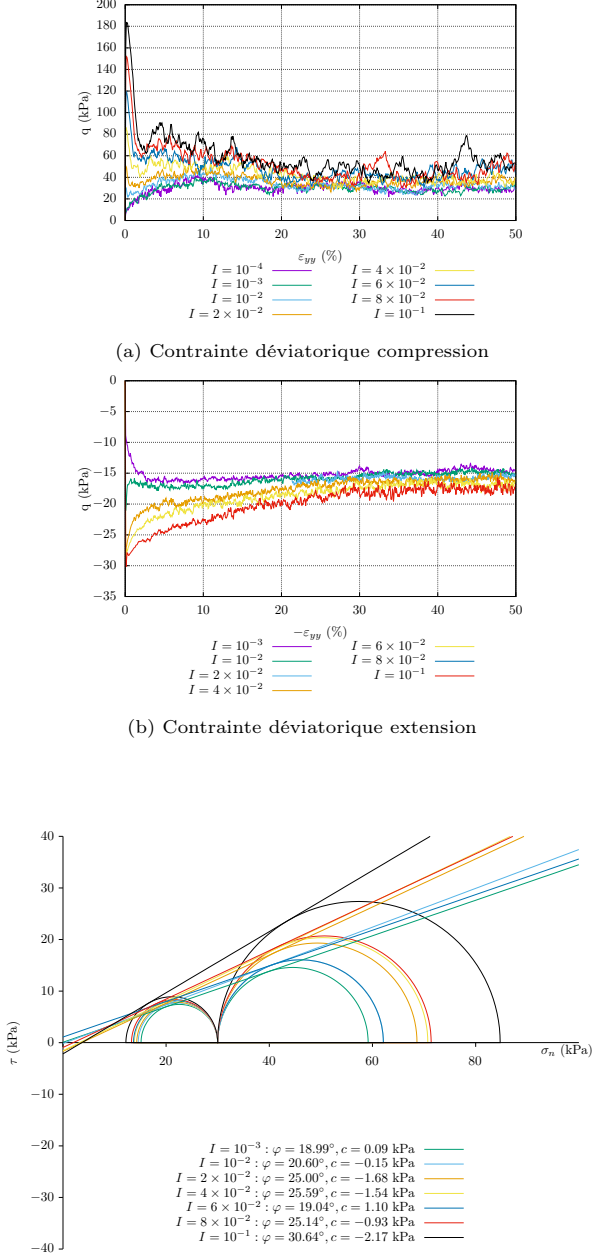 200
180
160
140
120
100
80
60
40
20
0
q (kPa)
0 10 20 30 40 50
ε_yy (%)
I = 10⁻⁴
I = 10⁻³
I = 10⁻²
I = 2 × 10⁻²
I = 4 × 10⁻²
I = 6 × 10⁻²
I = 8 × 10⁻²
I = 10⁻¹
(a) Contrainte déviatorique compression
0
−5
−10
−15
−20
−25
−30
−35
q (kPa)
0 10 20 30 40 50
−ε_yy (%)
I = 10⁻³
I = 10⁻²
I = 2 × 10⁻²
I = 4 × 10⁻²
I = 6 × 10⁻²
I = 8 × 10⁻²
I = 10⁻¹
(b) Contrainte déviatorique extension
40
30
20
10
0
−10
−20
−30
−40
τ (kPa)
20 40 60 80
σ_n (kPa)
I = 10⁻³ : φ = 18.99°, c = 0.09 kPa
I = 10⁻² : φ = 20.60°, c = −0.15 kPa
I = 2 × 10⁻² : φ = 25.00°, c = −1.68 kPa
I = 4 × 10⁻² : φ = 25.59°, c = −1.54 kPa
I = 6 × 10⁻² : φ = 19.04°, c = 1.10 kPa
I = 8 × 10⁻² : φ = 25.14°, c = −0.93 kPa
I = 10⁻¹ : φ = 30.64°, c = −2.17 kPa